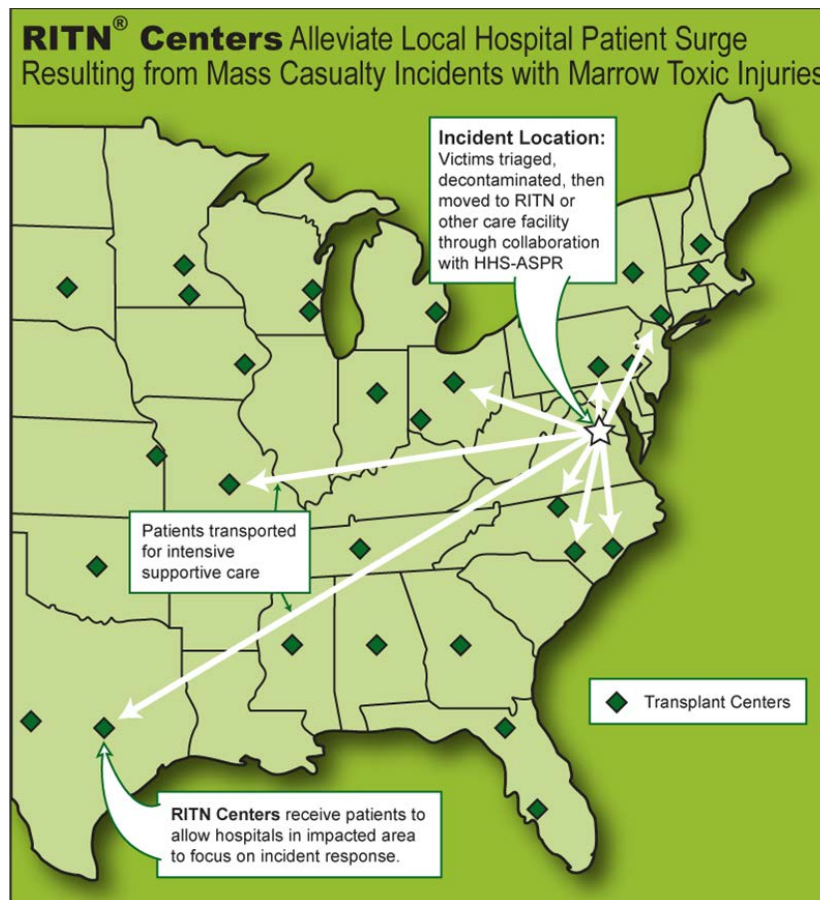 RITN® Centers Alleviate Local Hospital Patient Surge
Resulting from Mass Casualty Incidents with Marrow Toxic Injuries
Incident Location:
Victims triaged,
decontaminated, then
moved to RITN or
other care facility
through collaboration
with HHS-ASPR
Patients transported
for intensive
supportive care
Transplant Centers
RITN Centers receive patients to
allow hospitals in impacted area
to focus on incident response.